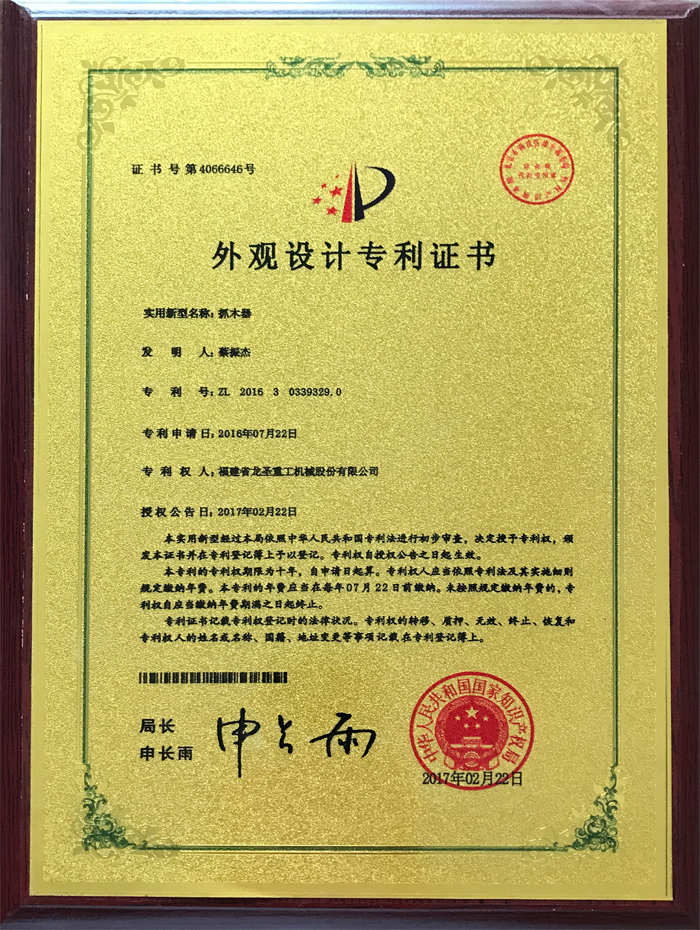 证书号第4066646号
外观设计专利证书
实用新型名称：抓木器
发明人：蔡振杰
专利号：ZL 2016 3 0339329.0
专利申请日：2016年07月22日
专利权人：福建省龙圣重工机械股份有限公司
授权公告日：2017年02月22日
本实用新型经过本局依照中华人民共和国专利法进行初步审查，决定授予专利权，颁
发本证书并在专利登记簿上予以登记。专利权自授权公告之日起生效。
本专利的专利权期限为十年，自申请日起算。专利权人应当依照专利法及其实施细则
规定缴纳年费。本专利的年费应当在每年07月22日前缴纳。未按照规定缴纳年费的，专
利权自应当缴纳年费期满之日起终止。
专利证书记载专利权登记时的法律状况。专利权的转移、质押、无效、终止、恢复和
专利权人的姓名或名称、国籍、地址变更等事项记载在专利登记簿上。
局长
申长雨
中华人民共和国国家知识产权局
2017年02月22日